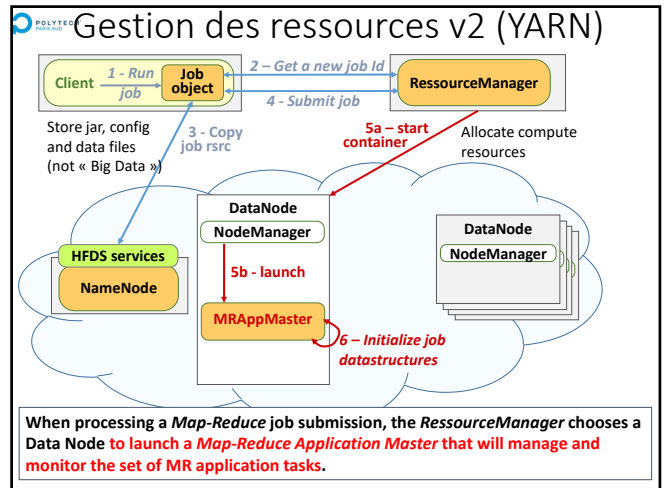 POLYTECH
PARIS-SUD
Gestion des ressources v2 (YARN)
Client
1 - Run
job
Job
object
2 – Get a new job Id
4 - Submit job
RessourceManager
Store jar, config
and data files
(not « Big Data »)
3 - Copy
job rsrc
5a – start
container
Allocate compute
resources
DataNode
NodeManager
DataNode
NodeManager
HFDS services
NameNode
5b - launch
MRAppMaster
6 – Initialize job
datastructures
When processing a Map-Reduce job submission, the RessourceManager chooses a
Data Node to launch a Map-Reduce Application Master that will manage and
monitor the set of MR application tasks.